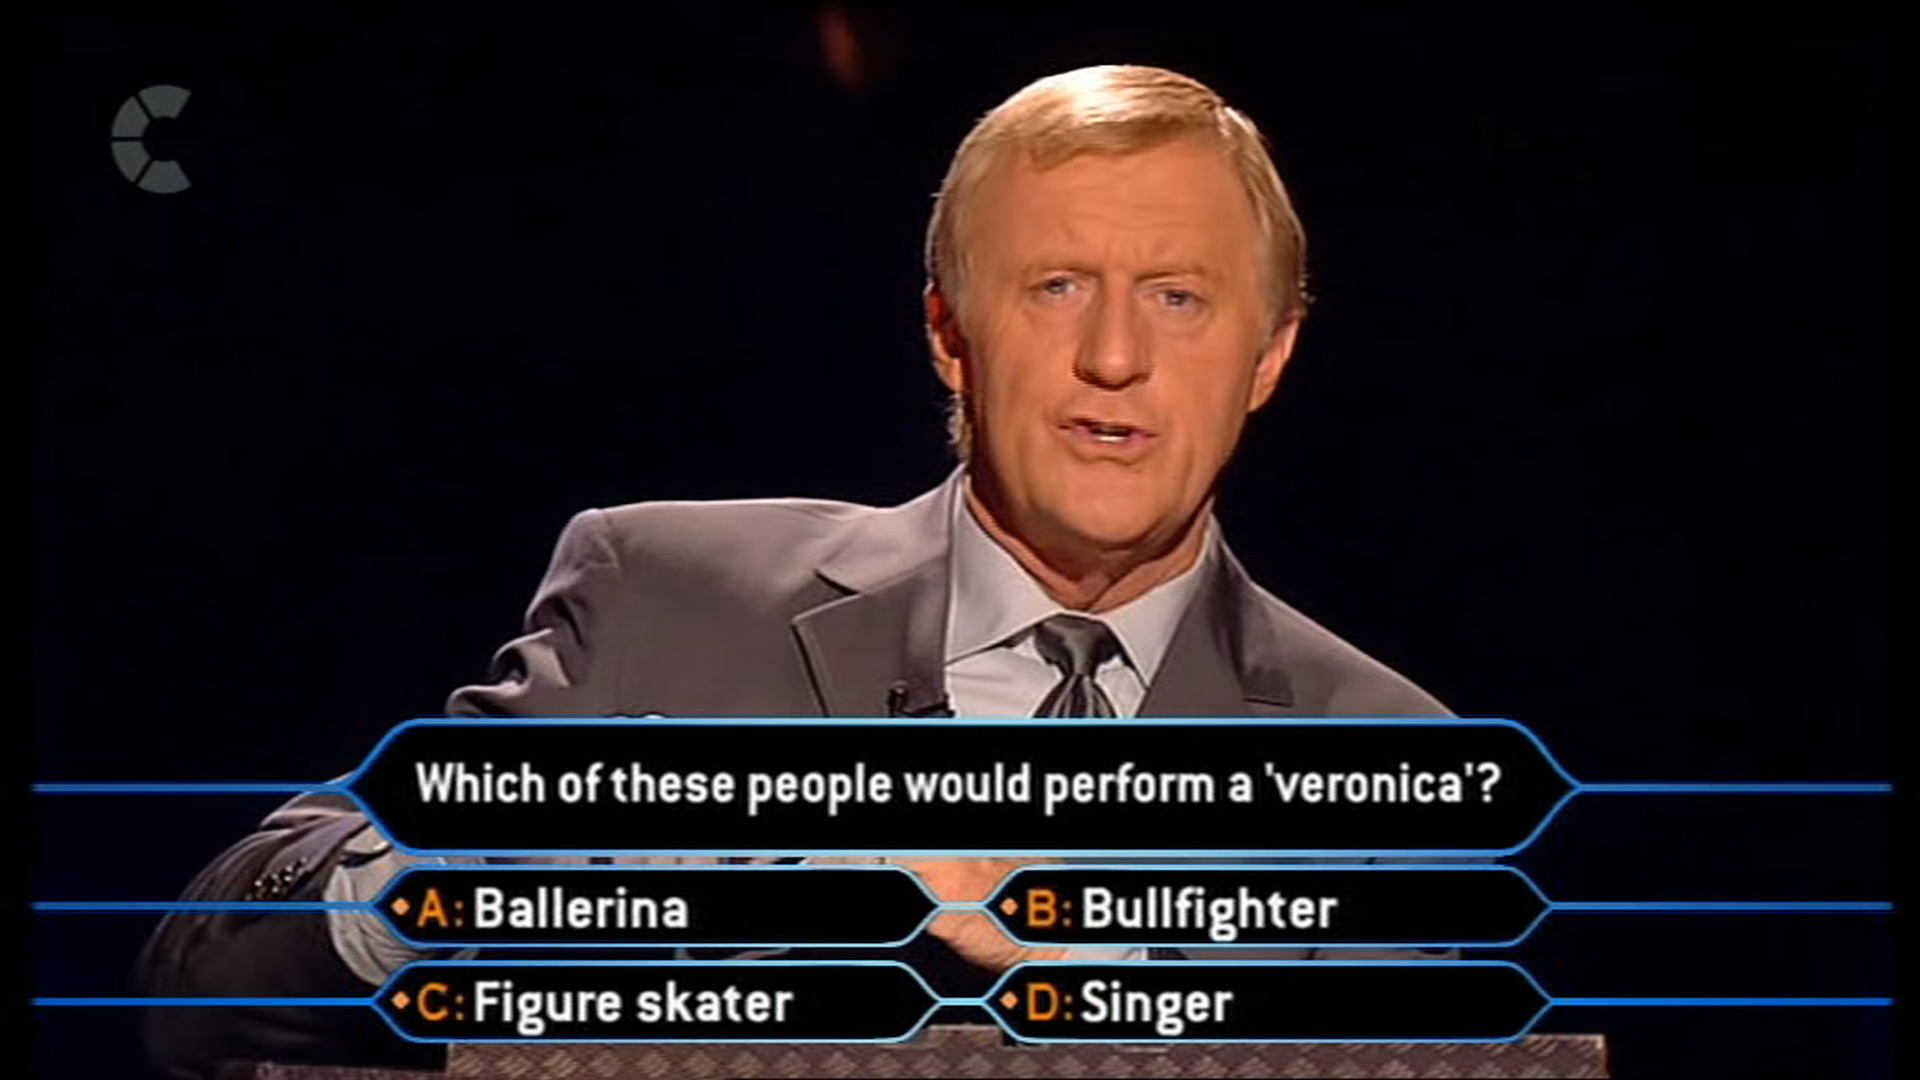 Which of these people would perform a 'veronica'?
A: Ballerina
B: Bullfighter
C: Figure skater
D: Singer